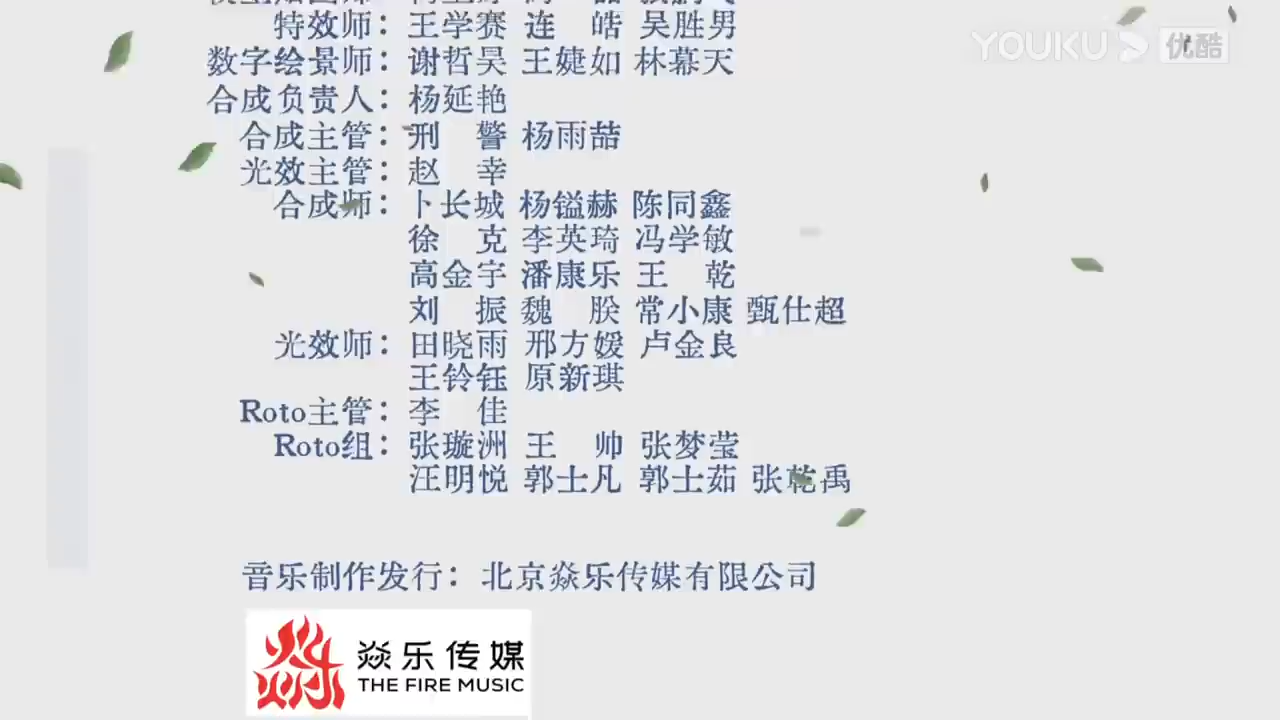 特效师：王学赛 连 皓 吴胜男
YOUKU 优酷
数字绘景师：谢哲昊 王婕如 林幕天
合成负责人：杨延艳
合成主管：刑 警 杨雨喆
光效主管：赵 幸
合成师：卜长城 杨镒赫 陈同鑫
徐 克 李英琦 冯学敏
高金宇 潘康乐 王 乾
刘 振 魏 朕 常小康 甄仕超
光效师：田晓雨 邢方媛 卢金良
王铃钰 原新琪
Roto主管：李 佳
Roto组：张璇洲 王 帅 张梦莹
汪明悦 郭士凡 郭士茹 张乾禹
音乐制作发行：北京焱乐传媒有限公司
焱乐传媒
THE FIRE MUSIC